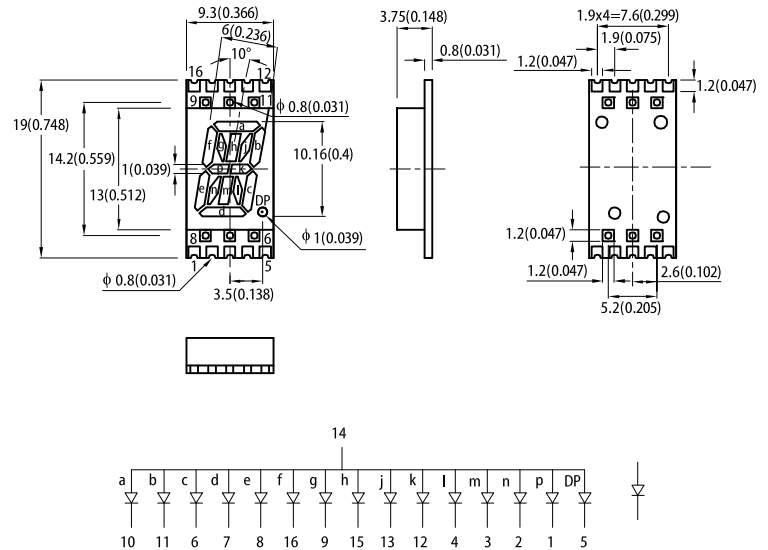 9.3(0.366)
6(0.236)
10°
16
12
9
11
ϕ 0.8(0.031)
19(0.748)
14.2(0.559)
13(0.512)
1(0.039)
10.16(0.4)
a
f
g
h
j
b
p
k
e
n
m
l
c
d
DP
8
6
1
5
ϕ 1(0.039)
ϕ 0.8(0.031)
3.5(0.138)
3.75(0.148)
0.8(0.031)
1.9x4=7.6(0.299)
1.9(0.075)
1.2(0.047)
1.2(0.047)
1.2(0.047)
1.2(0.047)
2.6(0.102)
5.2(0.205)
14
a b c d e f g h j k l m n p DP
10 11 6 7 8 16 9 15 13 12 4 3 2 1 5